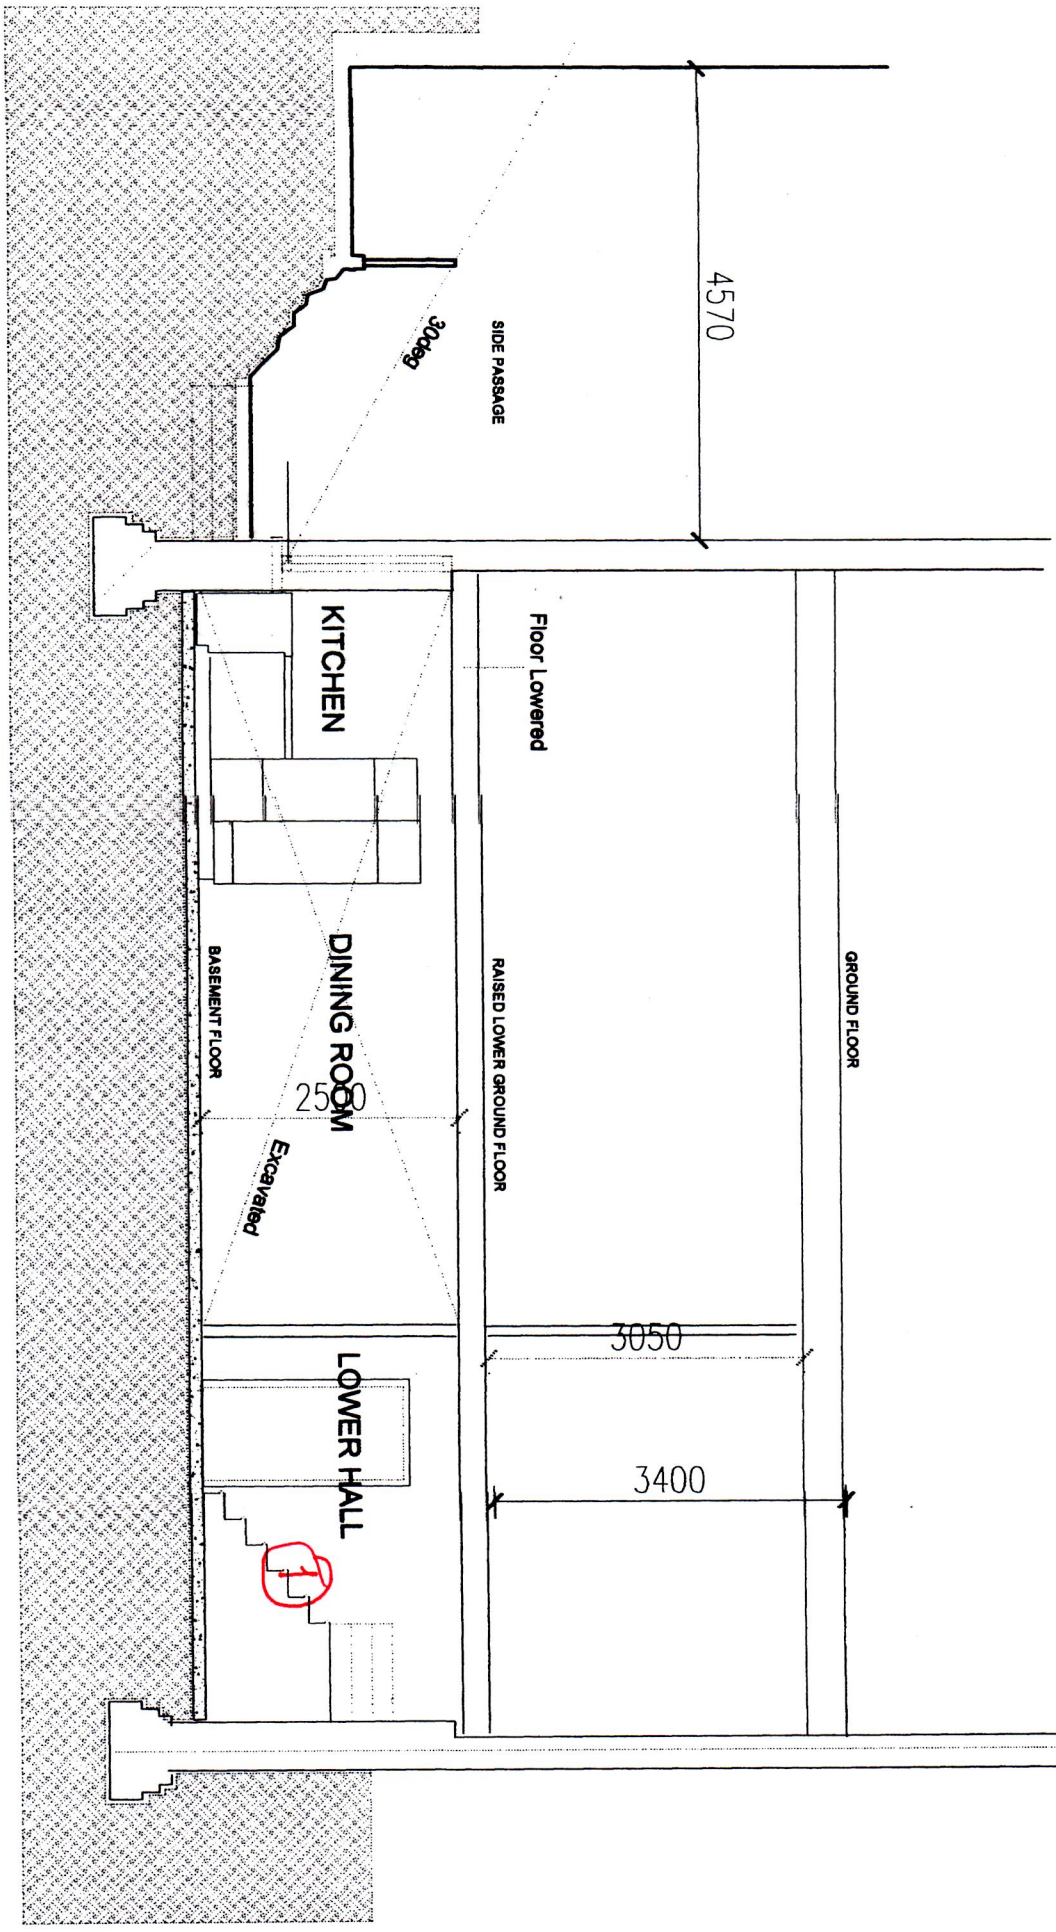 4570
SIDE PASSAGE
30deg
Floor Lowered
KITCHEN
GROUND FLOOR
RAISED LOWER GROUND FLOOR
DINING ROOM
BASEMENT FLOOR
Excavated
3050
LOWER HALL
3400
1